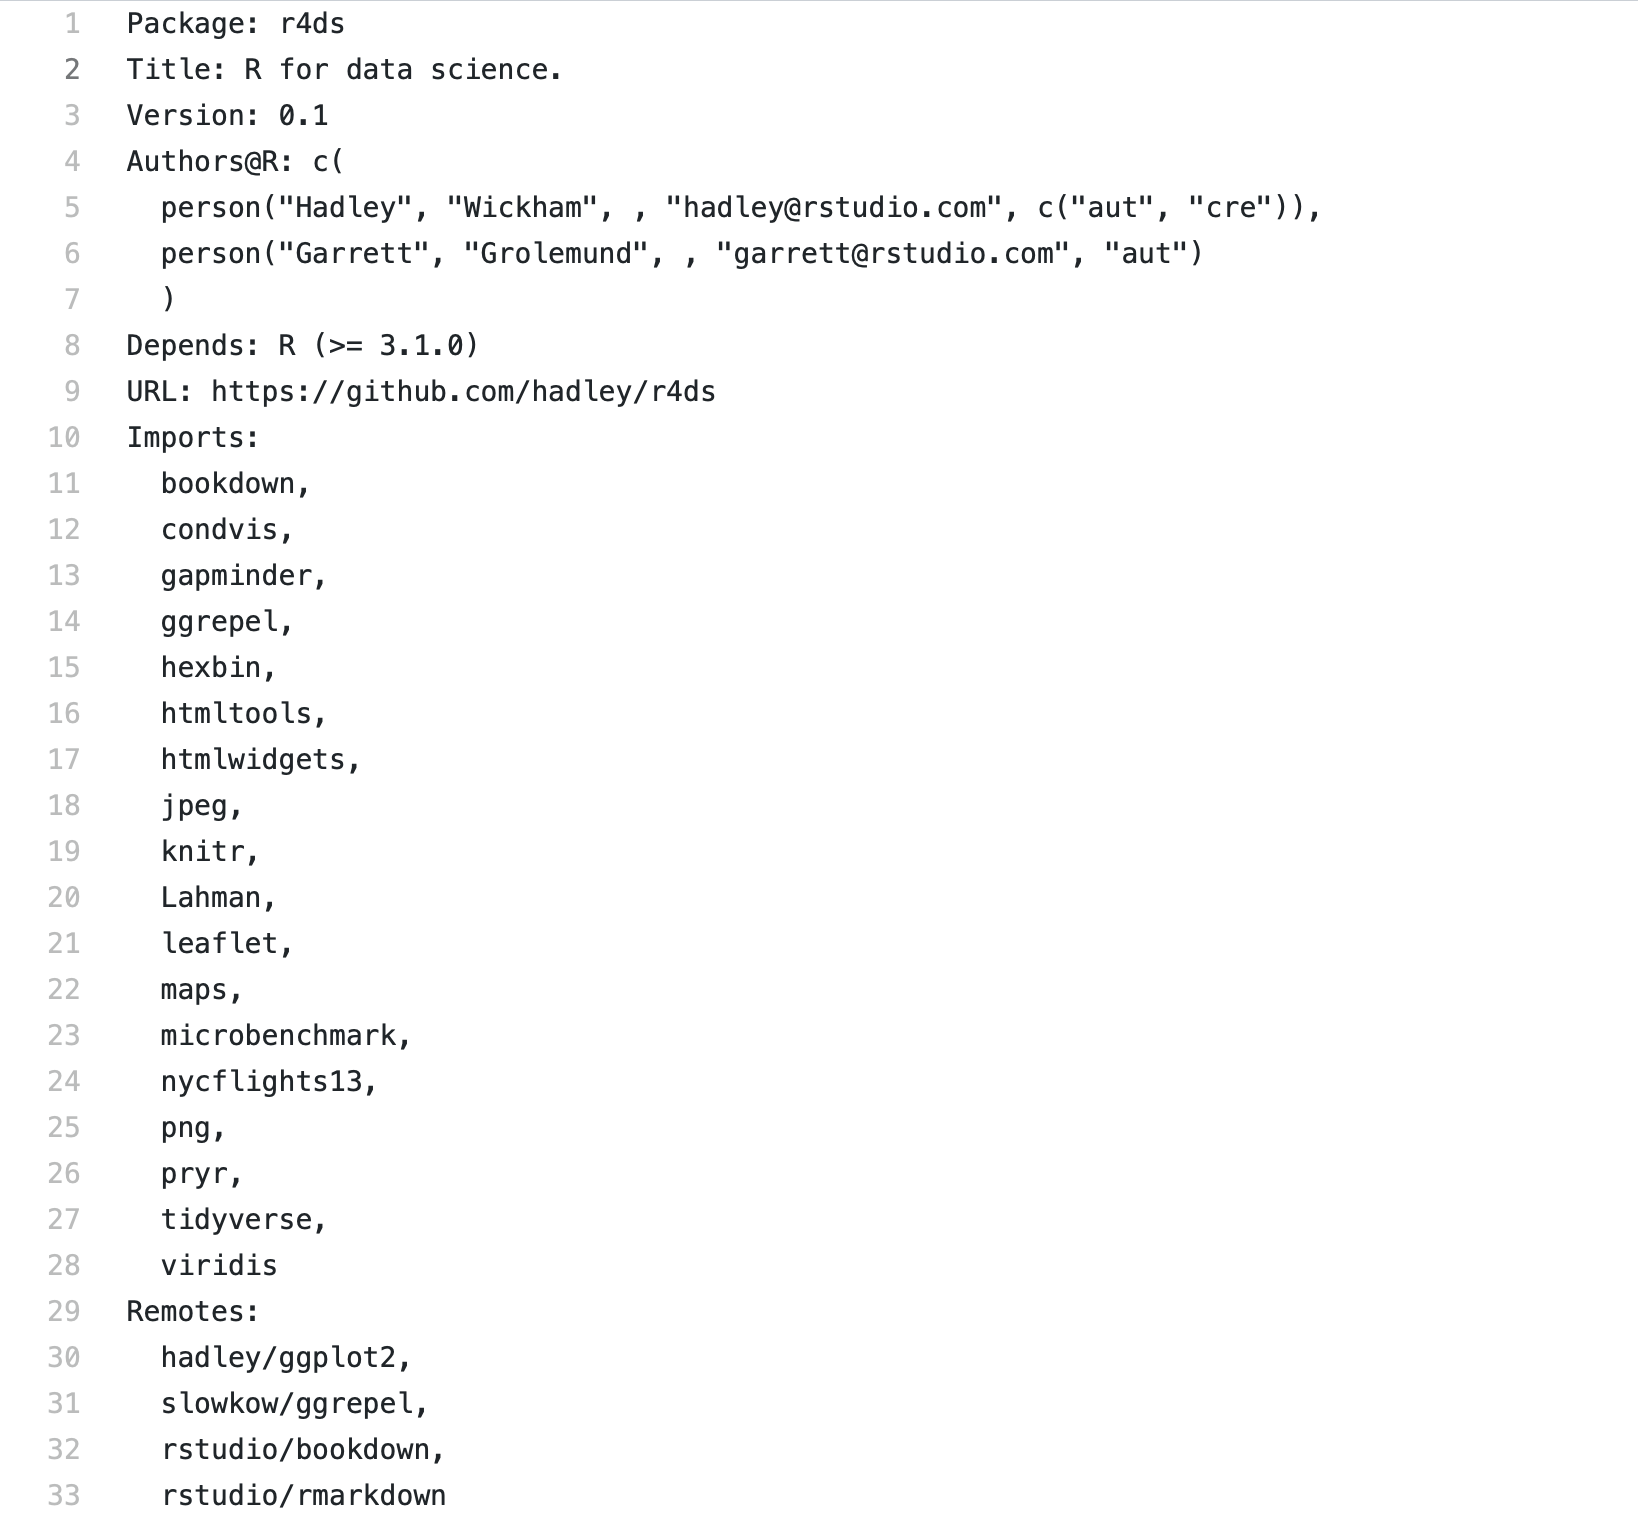 1 Package: r4ds
2 Title: R for data science.
3 Version: 0.1
4 Authors@R: c(
5   person("Hadley", "Wickham", , "hadley@rstudio.com", c("aut", "cre")),
6   person("Garrett", "Grolemund", , "garrett@rstudio.com", "aut")
7   )
8 Depends: R (>= 3.1.0)
9 URL: https://github.com/hadley/r4ds
10 Imports:
11   bookdown,
12   condvis,
13   gapminder,
14   ggrepel,
15   hexbin,
16   htmltools,
17   htmlwidgets,
18   jpeg,
19   knitr,
20   Lahman,
21   leaflet,
22   maps,
23   microbenchmark,
24   nycflights13,
25   png,
26   pryr,
27   tidyverse,
28   viridis
29 Remotes:
30   hadley/ggplot2,
31   slowkow/ggrepel,
32   rstudio/bookdown,
33   rstudio/rmarkdown